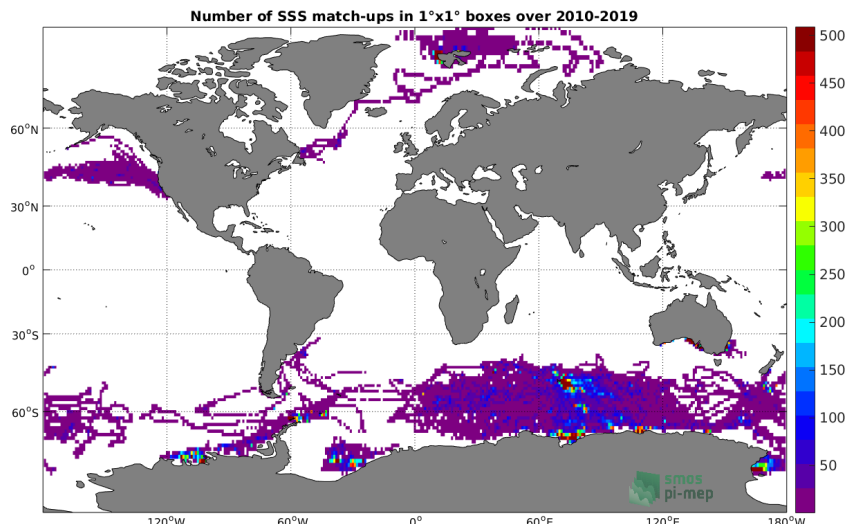 Number of SSS match-ups in 1°x1° boxes over 2010-2019
500
450
400
350
300
250
200
150
100
50
60°N
30°N
0°
30°S
60°S
120°W
60°W
0°
60°E
120°E
180°W
smos
pi-mep